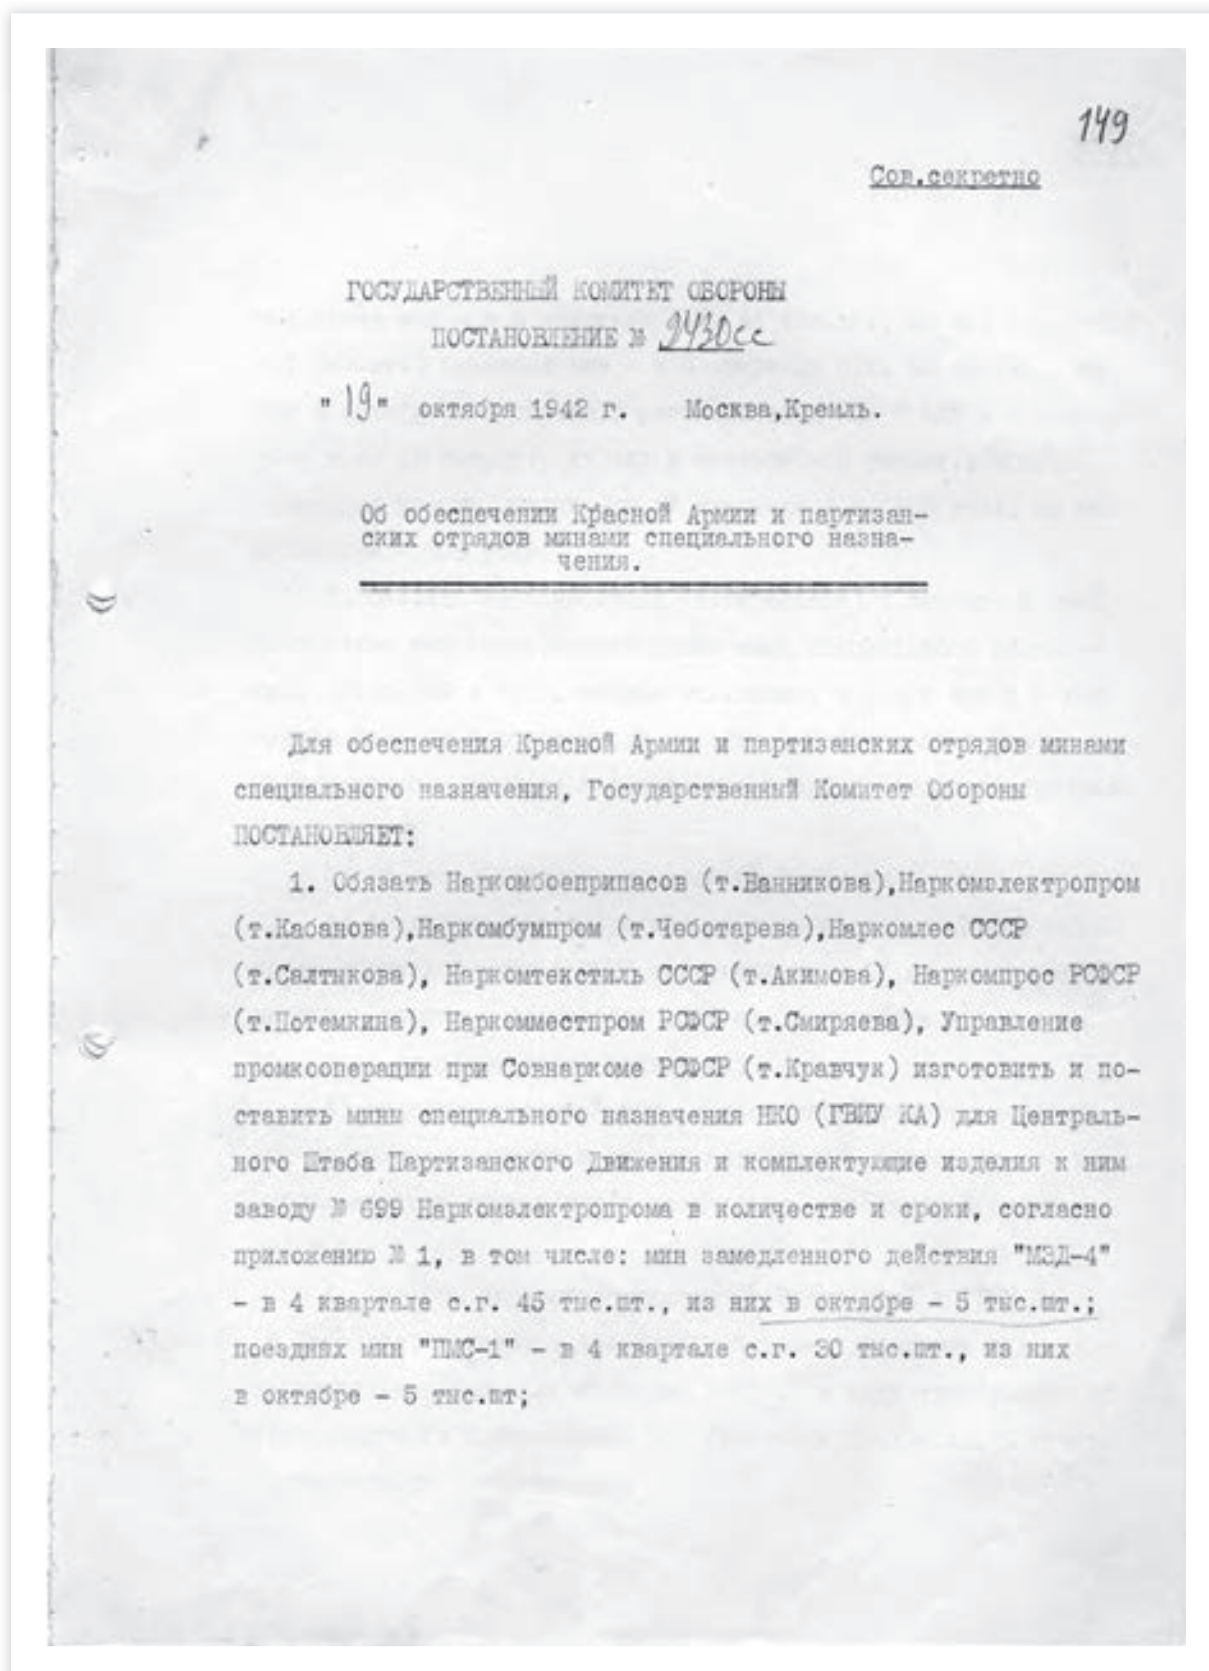 149
Сов.секретно
ГОСУДАРСТВЕННЫЙ КОМИТЕТ ОБОРОНЫ
ПОСТАНОВЛЕНИЕ № 2430сс
"19" октября 1942 г. Москва,Кремль.
Об обеспечении Красной Армии и партизан-
ских отрядов минами специального назна-
чения.
Для обеспечения Красной Армии и партизанских отрядов минами
специального назначения, Государственный Комитет Обороны
ПОСТАНОВЛЯЕТ:
1. Обязать Наркомбоеприпасов (т.Ванникова),Наркомэлектропром
(т.Кабанова),Наркомбумпром (т.Чеботарева),Наркомлес СССР
(т.Салтыкова), Наркомтекстиль СССР (т.Акимова), Наркомпрос РСФСР
(т.Потемкина), Наркомместпром РСФСР (т.Смиряева), Управление
промкооперации при Совнаркоме РСФСР (т.Кравчук) изготовить и по-
ставить мины специального назначения НКО (ГВИУ КА) для Централь-
ного Штаба Партизанского Движения и комплектующие изделия к ним
заводу № 699 Наркомэлектропрома в количестве и сроки, согласно
приложению № 1, в том числе: мин замедленного действия "МЗД-4"
- в 4 квартале с.г. 45 тыс.шт., из них в октябре - 5 тыс.шт.;
поездных мин "ПМС-1" - в 4 квартале с.г. 30 тыс.шт., из них
в октябре - 5 тыс.шт;